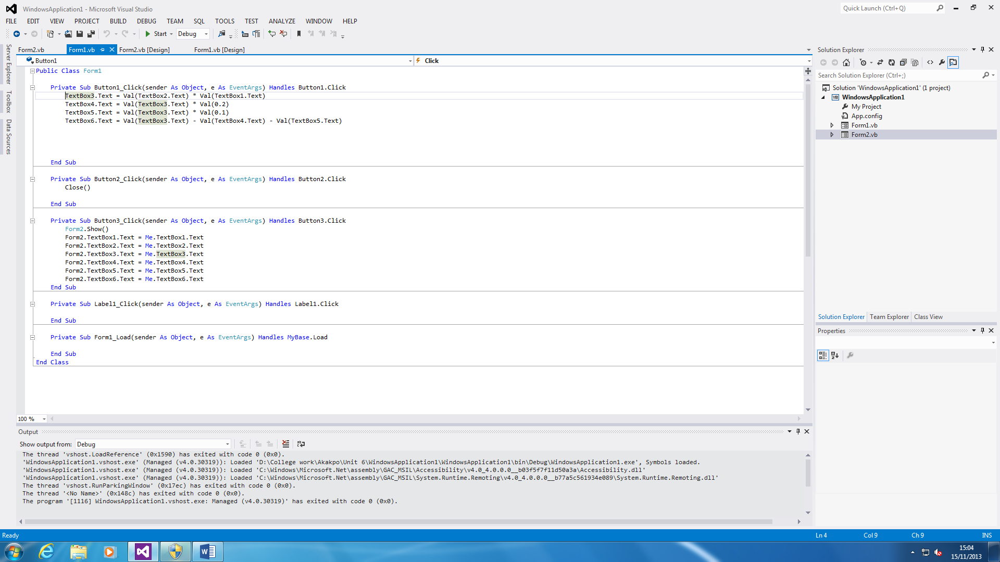 WindowsApplication1 - Microsoft Visual Studio
Quick Launch (Ctrl+Q)
FILE EDIT VIEW PROJECT BUILD DEBUG TEAM SQL TOOLS TEST ANALYZE WINDOW HELP
Start Debug
Server Explorer
Toolbox
Data Sources
Form2.vb Form1.vb Form2.vb [Design] Form1.vb [Design]
Button1 Click
Public Class Form1
Private Sub Button1_Click(sender As Object, e As EventArgs) Handles Button1.Click
TextBox3.Text = Val(TextBox2.Text) * Val(TextBox1.Text)
TextBox4.Text = Val(TextBox3.Text) * Val(0.2)
TextBox5.Text = Val(TextBox3.Text) * Val(0.1)
TextBox6.Text = Val(TextBox3.Text) - Val(TextBox4.Text) - Val(TextBox5.Text)
End Sub
Private Sub Button2_Click(sender As Object, e As EventArgs) Handles Button2.Click
Close()
End Sub
Private Sub Button3_Click(sender As Object, e As EventArgs) Handles Button3.Click
Form2.Show()
Form2.TextBox1.Text = Me.TextBox1.Text
Form2.TextBox2.Text = Me.TextBox2.Text
Form2.TextBox3.Text = Me.TextBox3.Text
Form2.TextBox4.Text = Me.TextBox4.Text
Form2.TextBox5.Text = Me.TextBox5.Text
Form2.TextBox6.Text = Me.TextBox6.Text
End Sub
Private Sub Label1_Click(sender As Object, e As EventArgs) Handles Label1.Click
End Sub
Private Sub Form1_Load(sender As Object, e As EventArgs) Handles MyBase.Load
End Sub
End Class
100 %
Solution Explorer
Search Solution Explorer (Ctrl+;)
Solution 'WindowsApplication1' (1 project)
VB WindowsApplication1
My Project
App.config
Form1.vb
Form2.vb
Solution Explorer Team Explorer Class View
Properties
Output
Show output from: Debug
The thread 'vshost.LoadReference' (0x1590) has exited with code 0 (0x0).
'WindowsApplication1.vshost.exe' (Managed (v4.0.30319)): Loaded 'D:\College work\Akakpo\Unit 6\WindowsApplication1\WindowsApplication1\bin\Debug\WindowsApplication1.exe', Symbols loaded.
'WindowsApplication1.vshost.exe' (Managed (v4.0.30319)): Loaded 'C:\Windows\Microsoft.Net\assembly\GAC_MSIL\Accessibility\v4.0_4.0.0.0__b03f5f7f11d50a3a\Accessibility.dll'
'WindowsApplication1.vshost.exe' (Managed (v4.0.30319)): Loaded 'C:\Windows\Microsoft.Net\assembly\GAC_MSIL\System.Runtime.Remoting\v4.0_4.0.0.0__b77a5c561934e089\System.Runtime.Remoting.dll'
The thread 'vshost.RunParkingWindow' (0x17ec) has exited with code 0 (0x0).
The thread '<No Name>' (0x148c) has exited with code 0 (0x0).
The program '[1116] WindowsApplication1.vshost.exe: Managed (v4.0.30319)' has exited with code 0 (0x0).
Ready Ln 4 Col 9 Ch 9 INS
15:04
15/11/2013